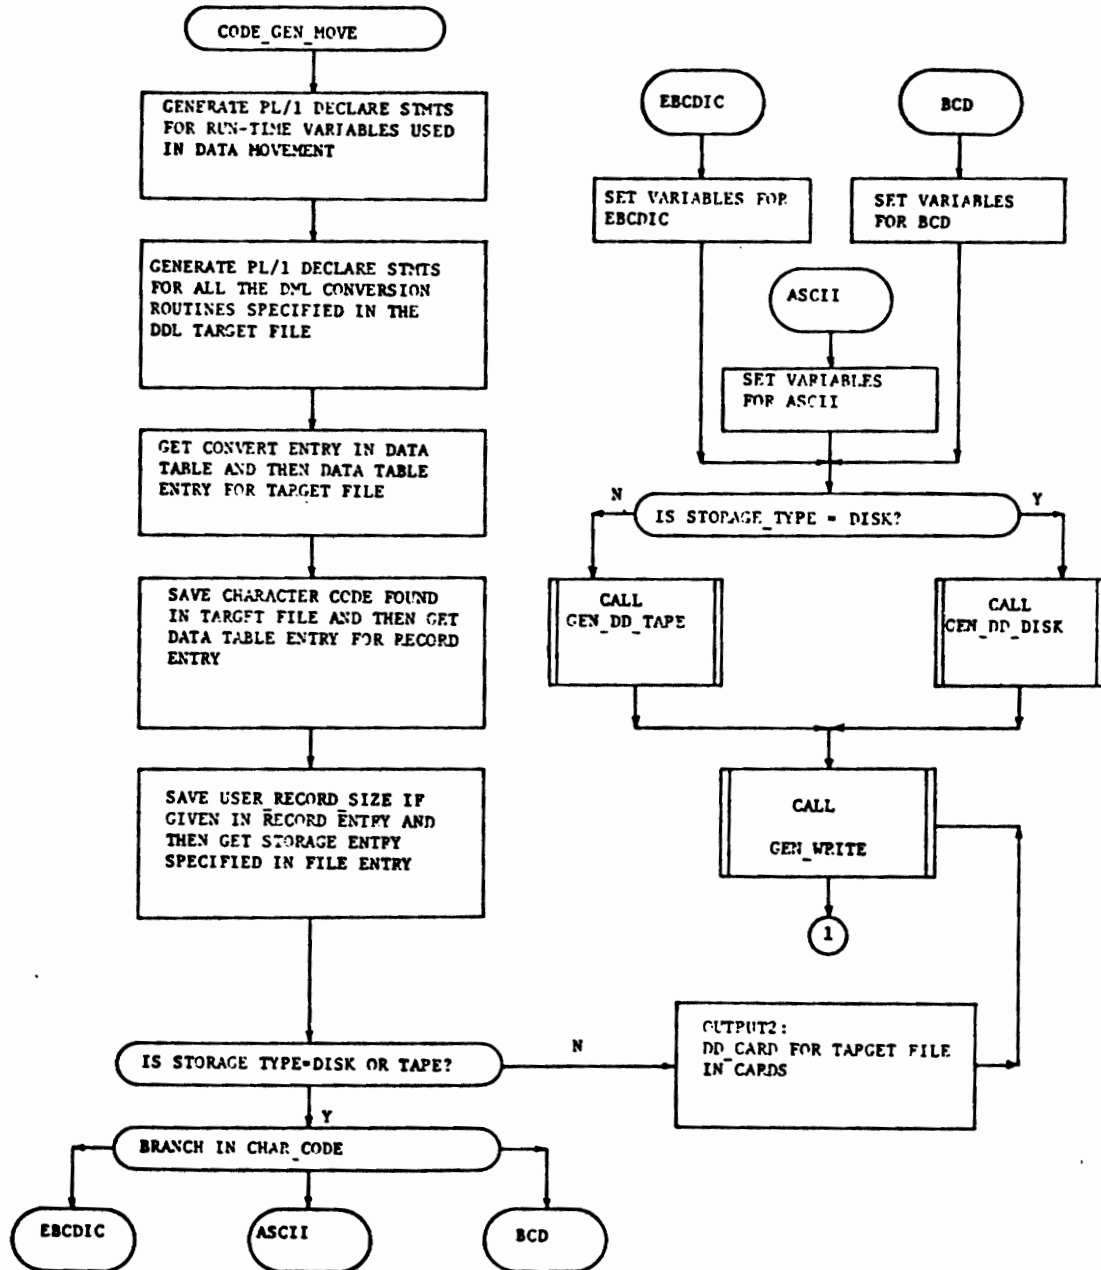 CODE_GEN_MOVE
GENERATE PL/1 DECLARE STMTS
FOR RUN-TIME VARIABLES USED
IN DATA MOVEMENT
GENERATE PL/1 DECLARE STMTS
FOR ALL THE DML CONVERSION
ROUTINES SPECIFIED IN THE
DDL TARGET FILE
GET CONVERT ENTRY IN DATA
TABLE AND THEN DATA TABLE
ENTRY FOR TARGET FILE
SAVE CHARACTER CODE FOUND
IN TARGET FILE AND THEN GET
DATA TABLE ENTRY FOR RECORD
ENTRY
SAVE USER_RECORD_SIZE IF
GIVEN IN RECORD ENTRY AND
THEN GET STORAGE ENTRY
SPECIFIED IN FILE ENTRY
IS STORAGE TYPE=DISK OR TAPE?
N
Y
BRANCH IN CHAR_CODE
EBCDIC
ASCII
BCD
EBCDIC
BCD
SET VARIABLES FOR
EBCDIC
SET VARIABLES
FOR BCD
ASCII
SET VARIABLES
FOR ASCII
N
IS STORAGE_TYPE = DISK?
Y
CALL
GEN_DD_TAPE
CALL
GEN_DD_DISK
CALL
GEN_WRITE
1
OUTPUT2:
DD_CARD FOR TARGET FILE
IN CARDS